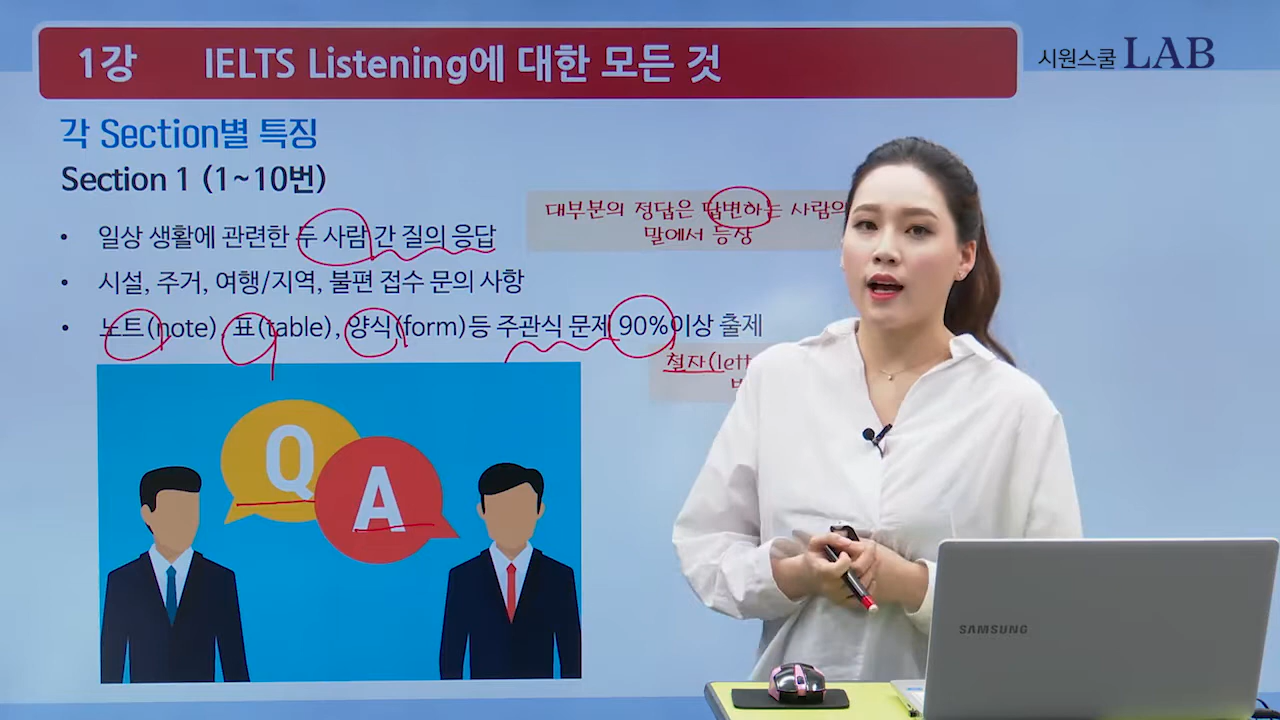 1강 IELTS Listening에 대한 모든 것
시원스쿨 LAB
각 Section별 특징
Section 1 (1~10번)
대부분의 정답은 답변하는 사람의
말에서 등장
• 일상 생활에 관련한 두 사람 간 질의 응답
• 시설, 주거, 여행/지역, 불편 접수 문의 사항
• 노트(note), 표(table), 양식(form)등 주관식 문제 90%이상 출제
철자(lett
Q
A
SAMSUNG